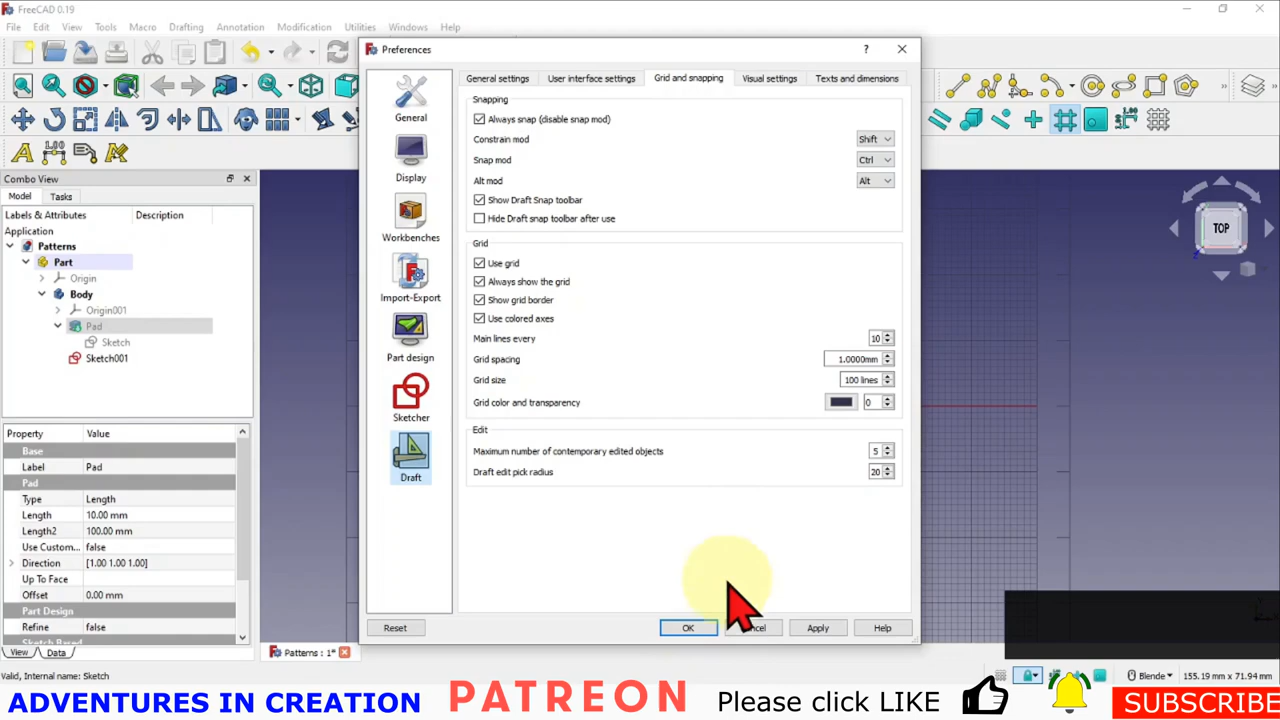 FreeCAD 0.19
File Edit View Tools Macro Drafting Annotation Modification Utilities Windows Help
Preferences
General
Display
Workbenches
Import-Export
Part design
Sketcher
Draft
General settings User interface settings Grid and snapping Visual settings Texts and dimensions
Snapping
Always snap (disable snap mod)
Constrain mod Shift
Snap mod Ctrl
Alt mod Alt
Show Draft Snap toolbar
Hide Draft snap toolbar after use
Grid
Use grid
Always show the grid
Show grid border
Use colored axes
Main lines every 10
Grid spacing 1.0000mm
Grid size 100 lines
Grid color and transparency 0
Edit
Maximum number of contemporary edited objects 5
Draft edit pick radius 20
Reset OK Apply Help
Combo View
Model Tasks
Labels & Attributes Description
Application
Patterns
Part
Origin
Body
Origin001
Pad
Sketch
Sketch001
Property Value
Base
Label Pad
Pad
Type Length
Length 10.00 mm
Length2 100.00 mm
Use Custom... false
Direction [1.00 1.00 1.00]
Up To Face
Offset 0.00 mm
Part Design
Refine false
View Data
Patterns : 1*
TOP
Valid, Internal name: Sketch
Blende 155.19 mm x 71.94 mm
ADVENTURES IN CREATION PATREON Please click LIKE SUBSCRIBE